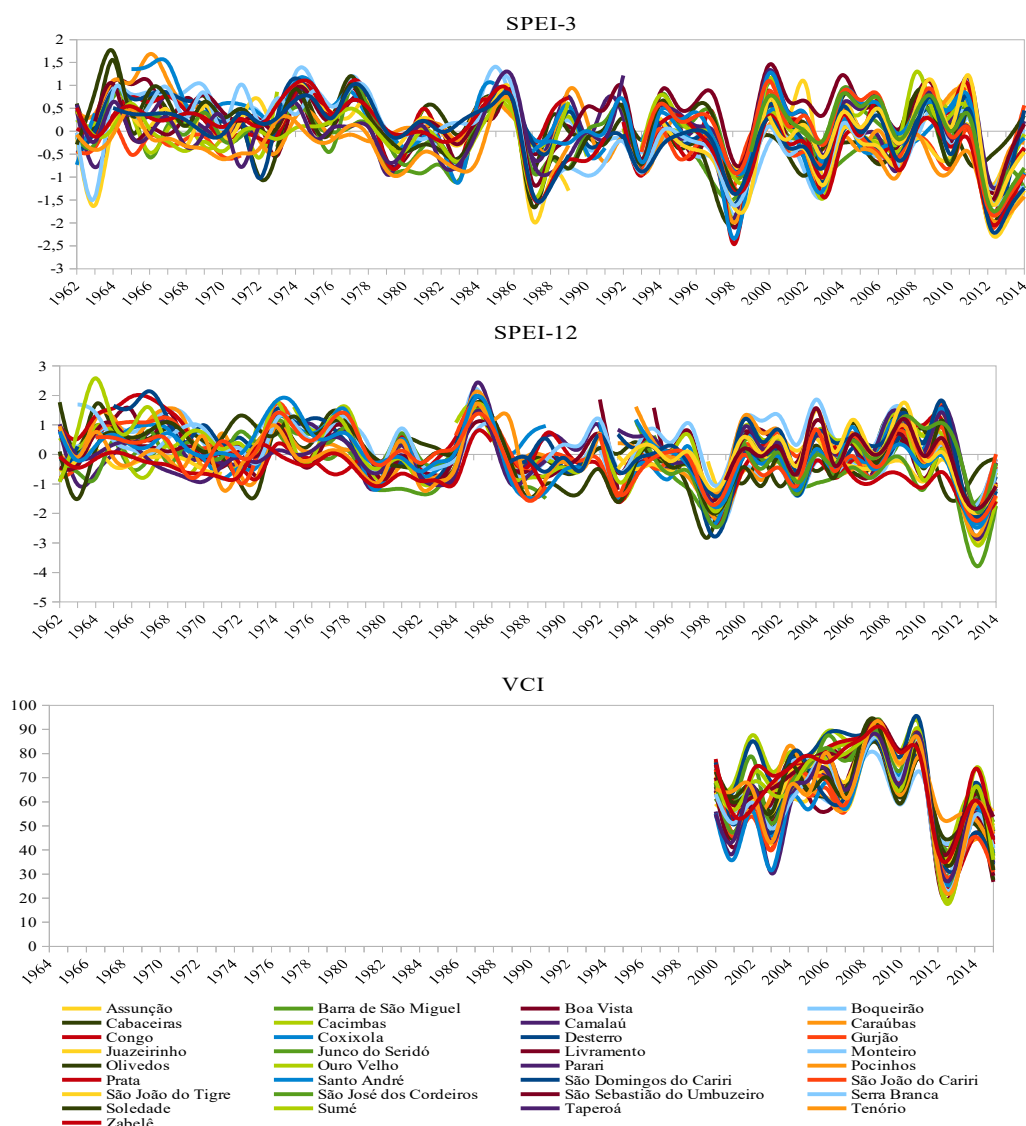 SPEI-3
2
1,5
1
0,5
0
-0,5
-1
-1,5
-2
-2,5
-3
1962 1964 1966 1968 1970 1972 1974 1976 1978 1980 1982 1984 1986 1988 1990 1992 1994 1996 1998 2000 2002 2004 2006 2008 2010 2012 2014
SPEI-12
3
2
1
0
-1
-2
-3
-4
-5
1962 1964 1966 1968 1970 1972 1974 1976 1978 1980 1982 1984 1986 1988 1990 1992 1994 1996 1998 2000 2002 2004 2006 2008 2010 2012 2014
VCI
100
90
80
70
60
50
40
30
20
10
0
1964 1966 1968 1970 1972 1974 1976 1978 1980 1982 1984 1986 1988 1990 1992 1994 1996 1998 2000 2002 2004 2006 2008 2010 2012 2014
Assunção Barra de São Miguel Boa Vista Boqueirão
Cabaceiras Cacimbas Camalaú Caraúbas
Congo Coxixola Desterro Gurjão
Juazeirinho Junco do Seridó Livramento Monteiro
Olivedos Ouro Velho Parari Pocinhos
Prata Santo André São Domingos do Cariri São João do Cariri
São João do Tigre São José dos Cordeiros São Sebastião do Umbuzeiro Serra Branca
Soledade Sumé Taperoá Tenório
Zabelê